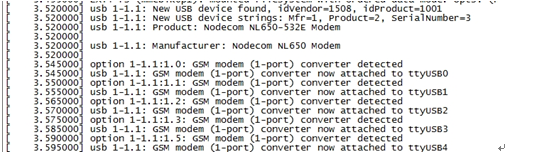 3.520000] usb 1-1.1: New USB device found, idvendor=1508, idProduct=1001
3.520000] usb 1-1.1: New USB device strings: Mfr=1, Product=2, SerialNumber=3
3.520000] usb 1-1.1: Product: Nodecom NL650-532E Modem
3.520000] usb 1-1.1: Manufacturer: Nodecom NL650 Modem
3.545000] option 1-1.1:1.0: GSM modem (1-port) converter detected
3.545000] usb 1-1.1: GSM modem (1-port) converter now attached to ttyUSB0
3.550000] option 1-1.1:1.1: GSM modem (1-port) converter detected
3.555000] usb 1-1.1: GSM modem (1-port) converter now attached to ttyUSB1
3.565000] option 1-1.1:1.2: GSM modem (1-port) converter detected
3.570000] usb 1-1.1: GSM modem (1-port) converter now attached to ttyUSB2
3.575000] option 1-1.1:1.3: GSM modem (1-port) converter detected
3.585000] usb 1-1.1: GSM modem (1-port) converter now attached to ttyUSB3
3.590000] option 1-1.1:1.5: GSM modem (1-port) converter detected
3.595000] usb 1-1.1: GSM modem (1-port) converter now attached to ttyUSB4